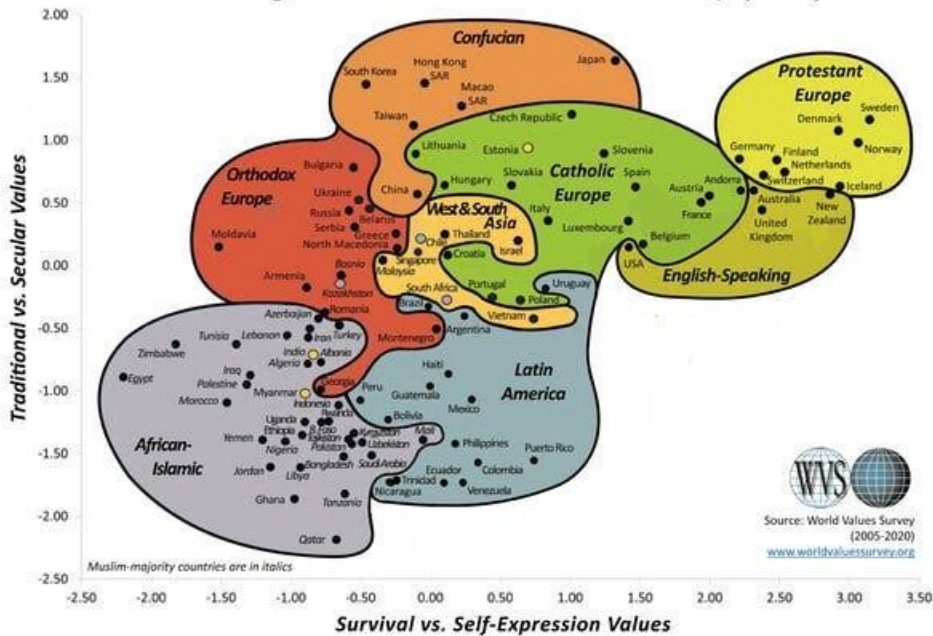 2.00
1.50
1.00
0.50
0.00
-0.50
-1.00
-1.50
-2.00
-2.50
Traditional vs. Secular Values
Confucian
Japan
Hong Kong
SAR
South Korea
Macao
SAR
Taiwan
Czech Republic
Protestant
Europe
Sweden
Denmark
Norway
Germany
Finland
Netherlands
Switzerland
Iceland
Lithuania
Estonia
Slovenia
Hungary
Slovakia
Catholic
Europe
Spain
Austria
Andorra
France
Italy
Luxembourg
Belgium
Australia
United
Kingdom
New
Zealand
USA
English-Speaking
Orthodox
Europe
Bulgaria
Ukraine
Russia
Belarus
Serbia
Greece
North Macedonia
Moldavia
Bosnia
Armenia
Kazakhstan
Romania
Montenegro
Georgia
China
West & South
Asia
Thailand
Chile
Israel
Singapore
Croatia
Malaysia
South Africa
Portugal
Poland
Uruguay
Brazil
Vietnam
Argentina
Latin
America
Haiti
Guatemala
Mexico
Peru
Bolivia
Mali
Philippines
Puerto Rico
Ecuador
Colombia
Trinidad
Nicaragua
Venezuela
Azerbaijan
Tunisia
Lebanon
Iran
Turkey
Zimbabwe
India
Albania
Algeria
Egypt
Iraq
Palestine
Myanmar
Morocco
Indonesia
Rwanda
Uganda
Ethiopia
B. Faso
Kyrgyzstan
Tajikistan
Uzbekistan
Yemen
Nigeria
Pakistan
African-
Islamic
Jordan
Libya
Bangladesh
Saudi Arabia
Ghana
Tanzania
Qatar
Muslim-majority countries are in italics
WVS
Source: World Values Survey
(2005-2020)
www.worldvaluessurvey.org
-2.50 -2.00 -1.50 -1.00 -0.50 0.00 0.50 1.00 1.50 2.00 2.50 3.00 3.50
Survival vs. Self-Expression Values